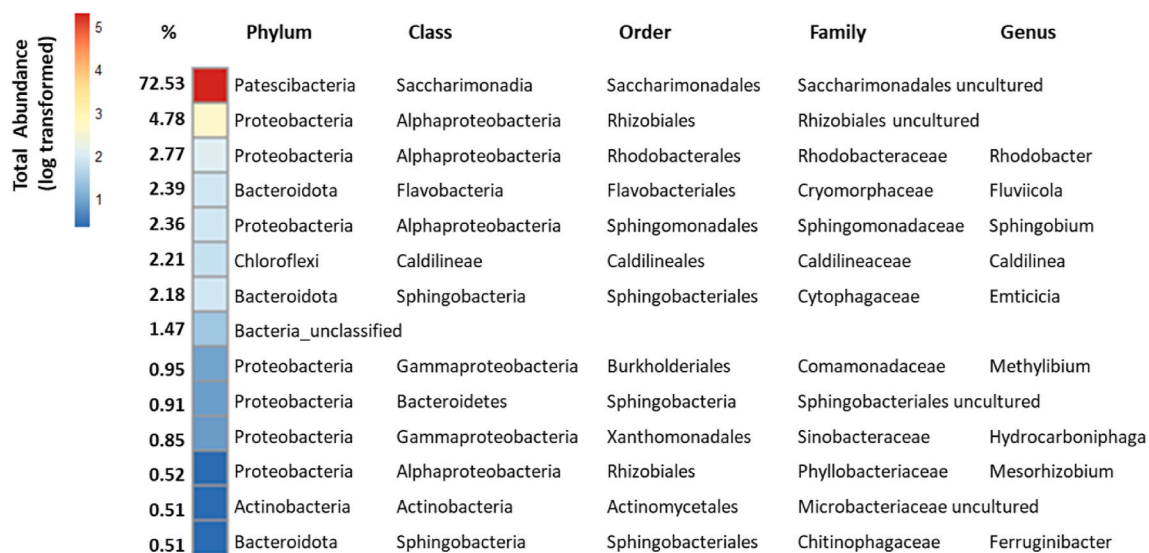 Total Abundance
(log transformed)
5
4
3
2
1
% Phylum Class Order Family Genus
72.53 Patescibacteria Saccharimonadia Saccharimonadales Saccharimonadales uncultured
4.78 Proteobacteria Alphaproteobacteria Rhizobiales Rhizobiales uncultured
2.77 Proteobacteria Alphaproteobacteria Rhodobacterales Rhodobacteraceae Rhodobacter
2.39 Bacteroidota Flavobacteria Flavobacteriales Cryomorphaceae Fluviicola
2.36 Proteobacteria Alphaproteobacteria Sphingomonadales Sphingomonadaceae Sphingobium
2.21 Chloroflexi Caldilineae Caldilineales Caldilineaceae Caldilinea
2.18 Bacteroidota Sphingobacteria Sphingobacteriales Cytophagaceae Emticicia
1.47 Bacteria_unclassified
0.95 Proteobacteria Gammaproteobacteria Burkholderiales Comamonadaceae Methylibium
0.91 Proteobacteria Bacteroidetes Sphingobacteria Sphingobacteriales uncultured
0.85 Proteobacteria Gammaproteobacteria Xanthomonadales Sinobacteraceae Hydrocarboniphaga
0.52 Proteobacteria Alphaproteobacteria Rhizobiales Phyllobacteriaceae Mesorhizobium
0.51 Actinobacteria Actinobacteria Actinomycetales Microbacteriaceae uncultured
0.51 Bacteroidota Sphingobacteria Sphingobacteriales Chitinophagaceae Ferruginibacter